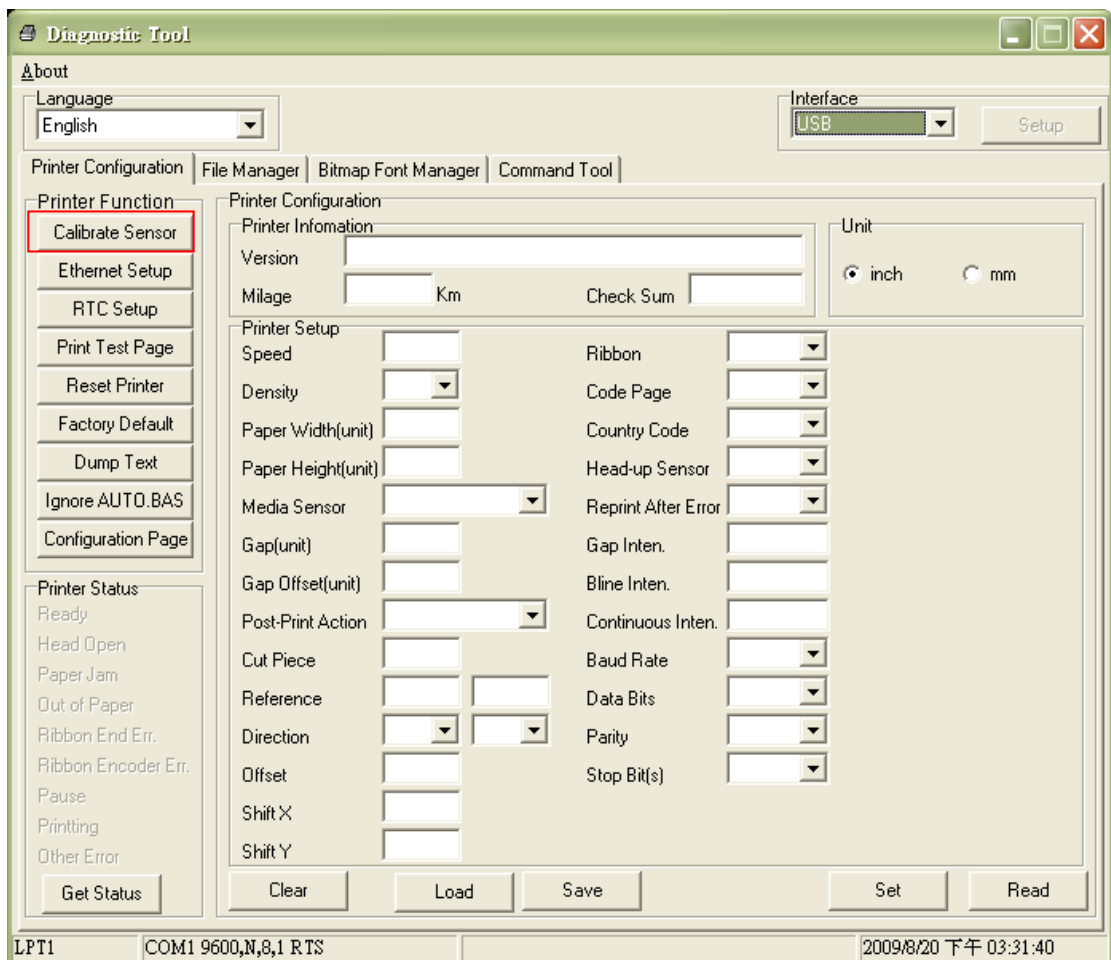 Diagnostic Tool
About
Language
English
Interface
USB
Setup
Printer Configuration
File Manager
Bitmap Font Manager
Command Tool
Printer Function
Calibrate Sensor
Ethernet Setup
RTC Setup
Print Test Page
Reset Printer
Factory Default
Dump Text
Ignore AUTO.BAS
Configuration Page
Printer Status
Ready
Head Open
Paper Jam
Out of Paper
Ribbon End Err.
Ribbon Encoder Err.
Pause
Printting
Other Error
Get Status
Printer Configuration
Printer Infomation
Version
Milage
Km
Check Sum
Unit
inch
mm
Printer Setup
Speed
Density
Paper Width(unit)
Paper Height(unit)
Media Sensor
Gap(unit)
Gap Offset(unit)
Post-Print Action
Cut Piece
Reference
Direction
Offset
Shift X
Shift Y
Ribbon
Code Page
Country Code
Head-up Sensor
Reprint After Error
Gap Inten.
Bline Inten.
Continuous Inten.
Baud Rate
Data Bits
Parity
Stop Bit(s)
Clear
Load
Save
Set
Read
LPT1
COM1 9600,N,8,1 RTS
2009/8/20 下午 03:31:40